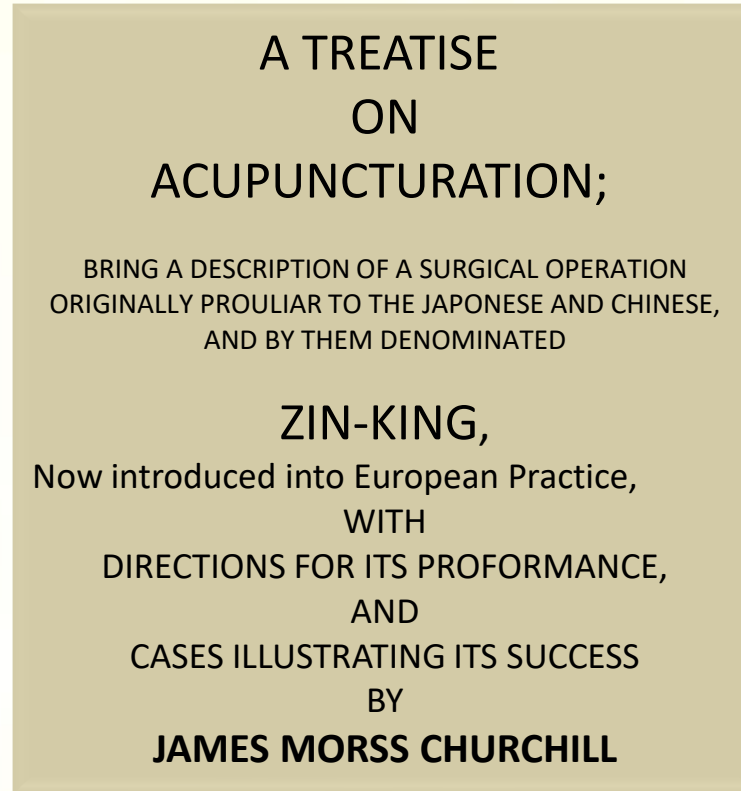 A TREATISE
ON
ACUPUNCTURATION;
BRING A DESCRIPTION OF A SURGICAL OPERATION
ORIGINALLY PROULIAR TO THE JAPONESE AND CHINESE,
AND BY THEM DENOMINATED
ZIN-KING,
Now introduced into European Practice,
WITH
DIRECTIONS FOR ITS PROFORMANCE,
AND
CASES ILLUSTRATING ITS SUCCESS
BY
JAMES MORSS CHURCHILL